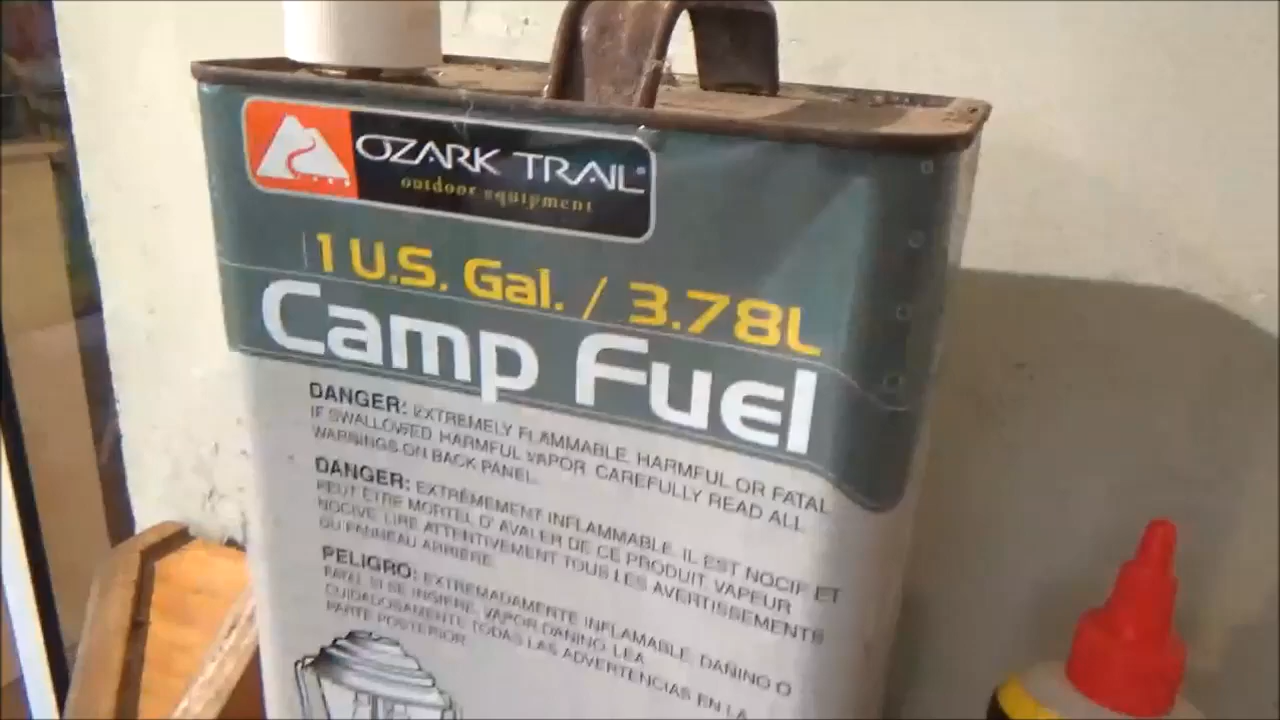 OZARK TRAIL®
outdoor equipment
1 U.S. Gal. / 3.78L
Camp Fuel
DANGER: EXTREMELY FLAMMABLE. HARMFUL OR FATAL
IF SWALLOWED. HARMFUL VAPOR. CAREFULLY READ ALL
WARNINGS ON BACK PANEL.
DANGER: EXTRÊMEMENT INFLAMMABLE. IL EST NOCIF ET
PEUT ÊTRE MORTEL D' AVALER DE CE PRODUIT. VAPEUR
NOCIVE. LIRE ATTENTIVEMENT TOUS LES AVERTISSEMENTS
DU PANNEAU ARRIÈRE.
PELIGRO: EXTREMADAMENTE INFLAMABLE. DAÑINO O
FATAL SI SE INGIERE. VAPOR DAÑINO. LEA
CUIDADOSAMENTE TODAS LAS ADVERTENCIAS EN LA
PARTE POSTERIOR.